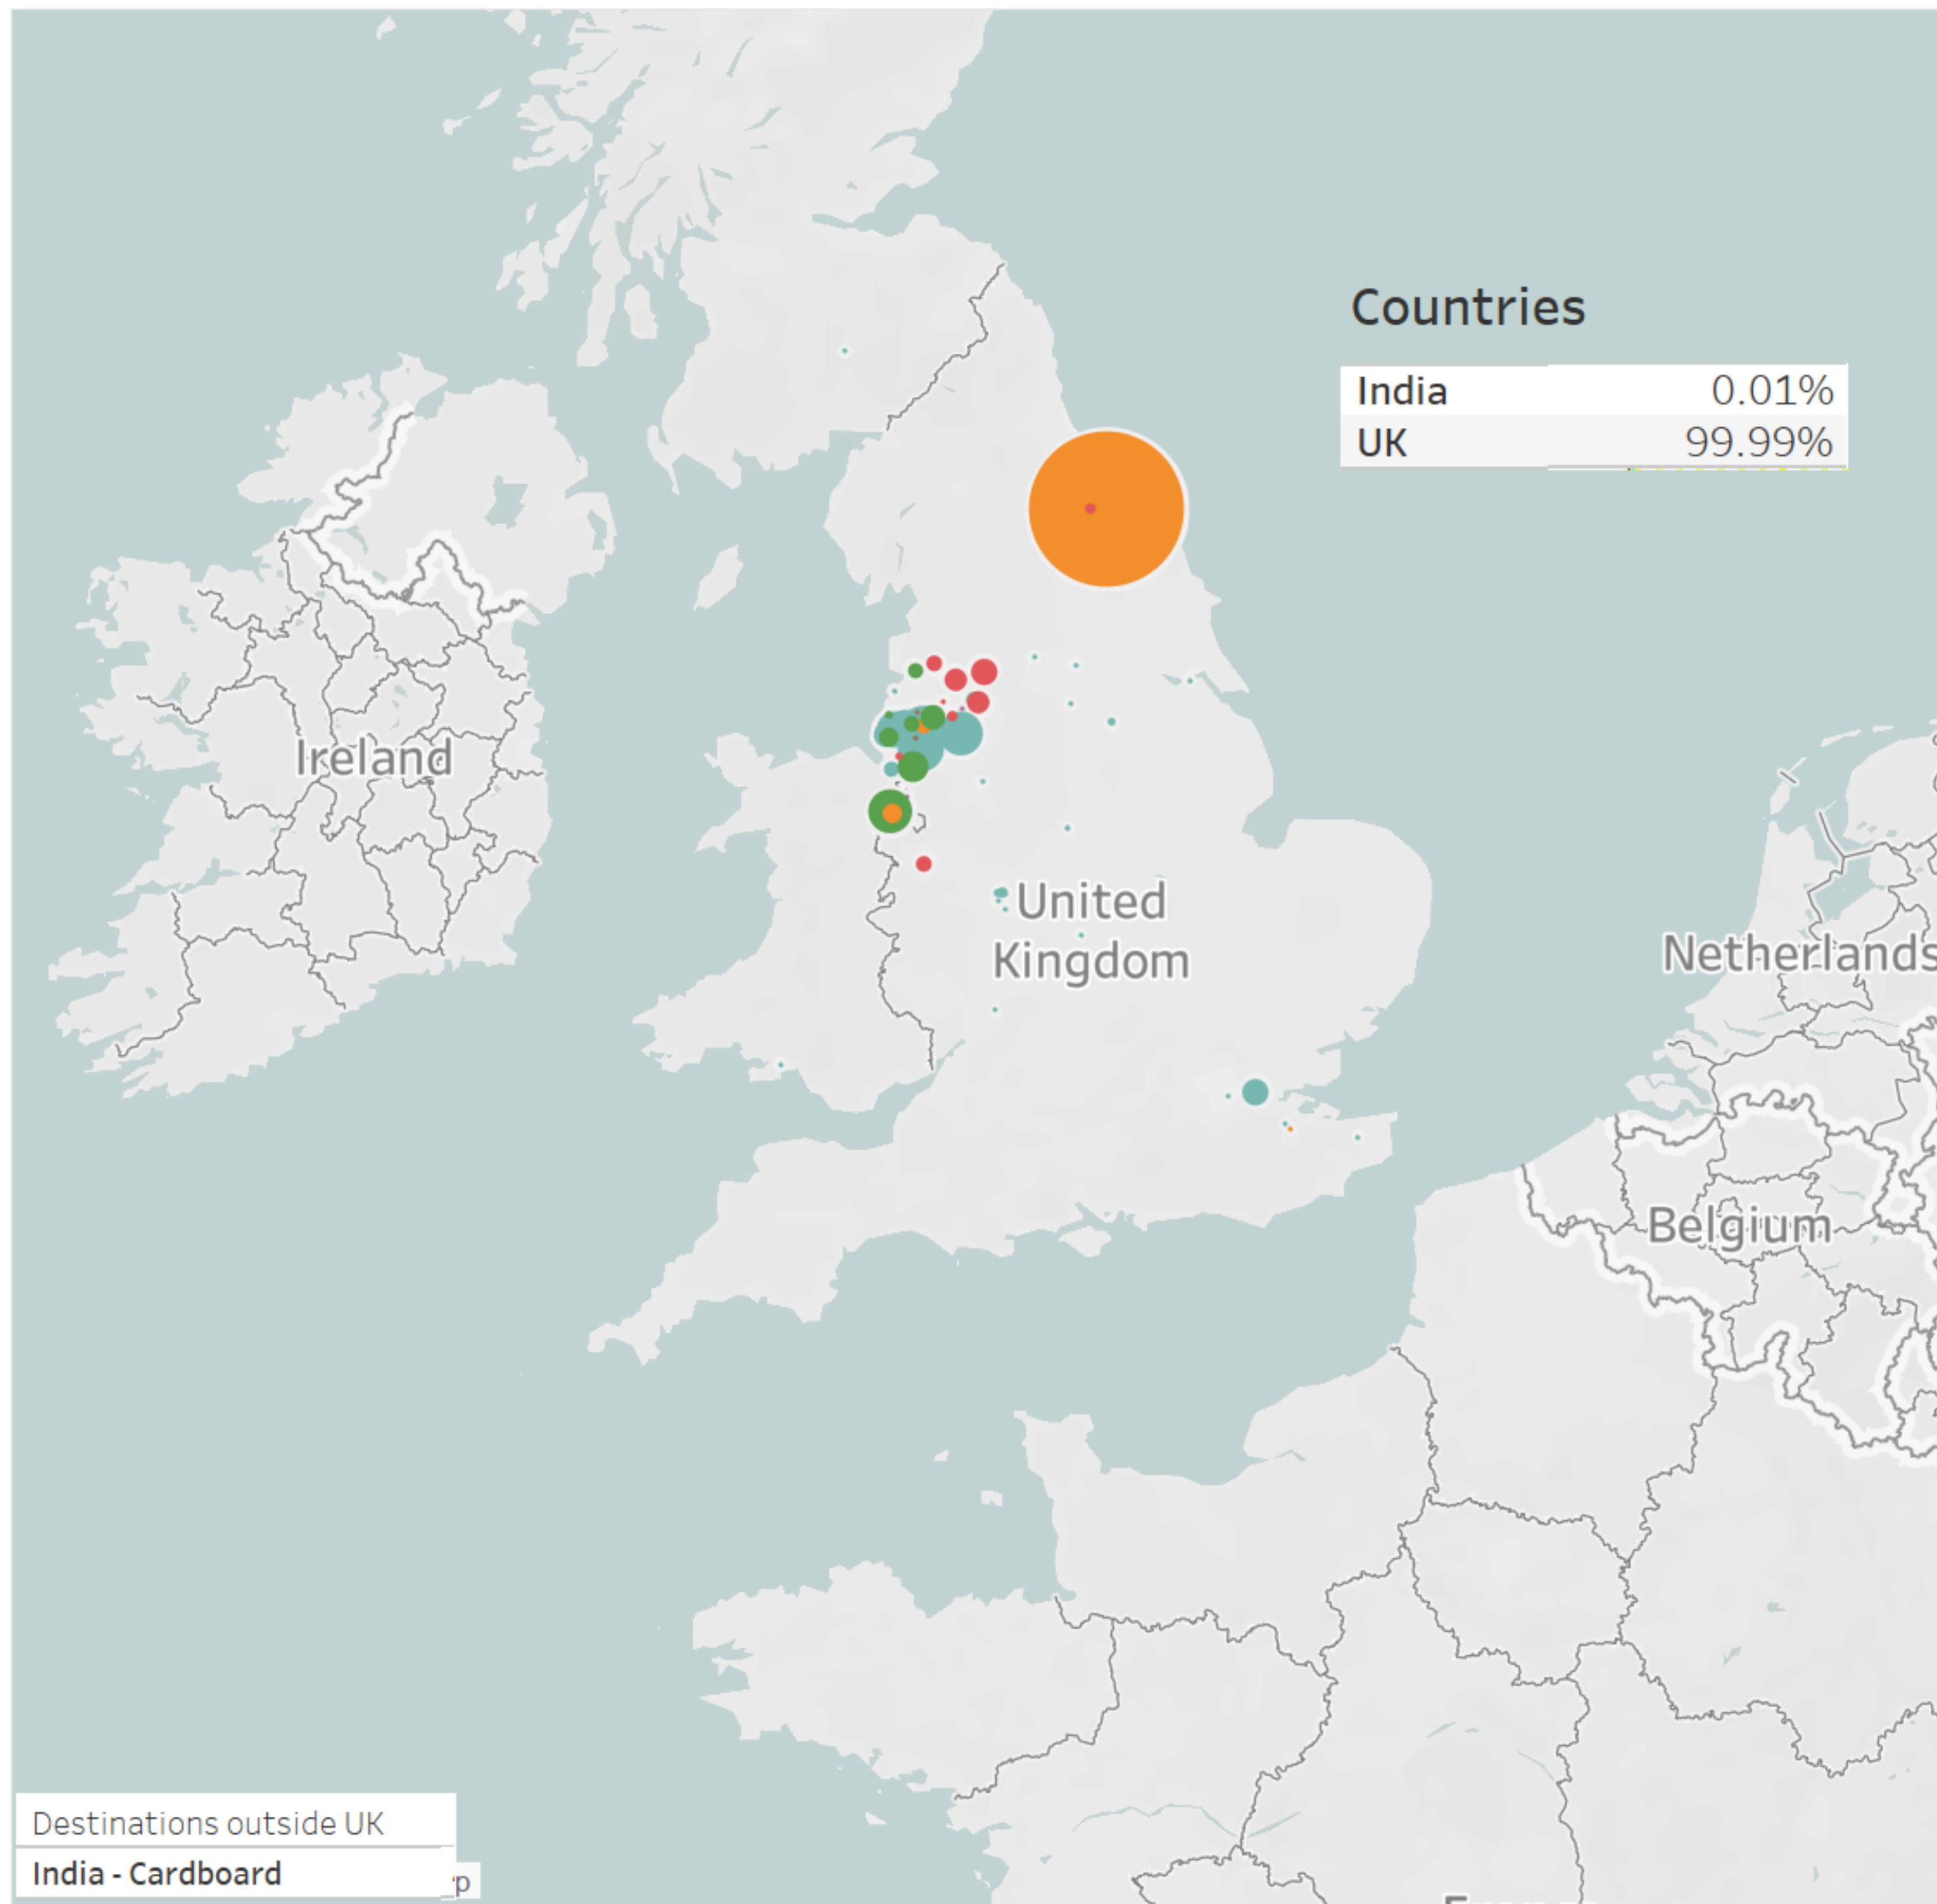 Countries
India 0.01%
UK 99.99%
Ireland
United
Kingdom
Netherlands
Belgium
Destinations outside UK
India - Cardboard
p